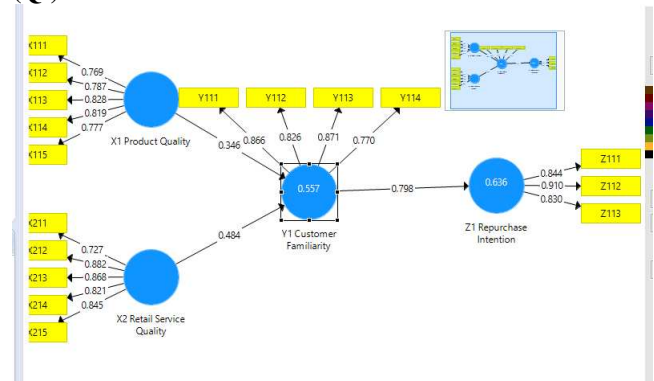 X111
X112
X113
X114
X115
0.769
0.787
0.828
0.819
0.777
X1 Product Quality
Y111
Y112
Y113
Y114
0.866
0.826
0.871
0.770
0.346
0.557
Y1 Customer
Familiarity
0.798
0.636
Z1 Repurchase
Intention
0.844
0.910
0.830
Z111
Z112
Z113
0.484
X211
X212
X213
X214
X215
0.727
0.882
0.868
0.821
0.845
X2 Retail Service
Quality